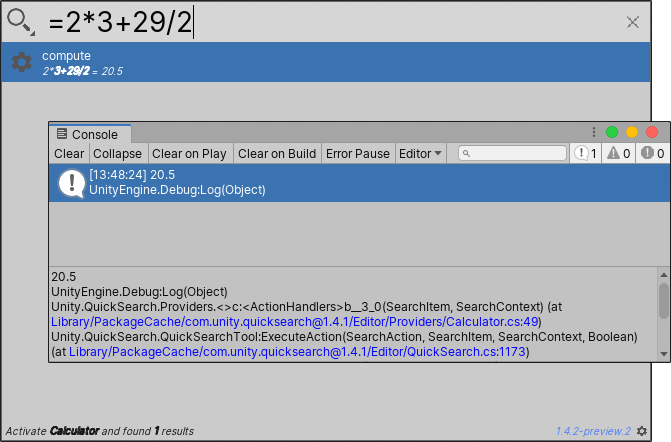 =2*3+29/2
compute
2*3+29/2 = 20.5
Console
Clear Collapse Clear on Play Clear on Build Error Pause Editor 1 0 0
[13:48:24] 20.5
UnityEngine.Debug:Log(Object)
20.5
UnityEngine.Debug:Log(Object)
Unity.QuickSearch.Providers.<>c:<ActionHandlers>b__3_0(SearchItem, SearchContext) (at
Library/PackageCache/com.unity.quicksearch@1.4.1/Editor/Providers/Calculator.cs:49)
Unity.QuickSearch.QuickSearchTool:ExecuteAction(SearchAction, SearchItem, SearchContext, Boolean)
(at Library/PackageCache/com.unity.quicksearch@1.4.1/Editor/QuickSearch.cs:1173)
Activate Calculator and found 1 results
1.4.2-preview.2